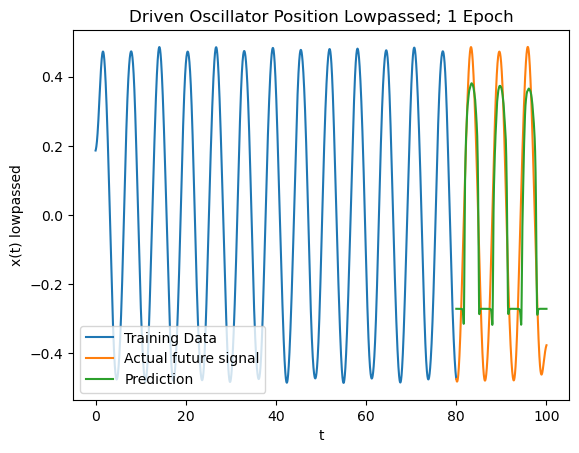 Driven Oscillator Position Lowpassed; 1 Epoch
x(t) lowpassed
0.4
0.2
0.0
−0.2
−0.4
Training Data
Actual future signal
Prediction
0 20 40 60 80 100
t